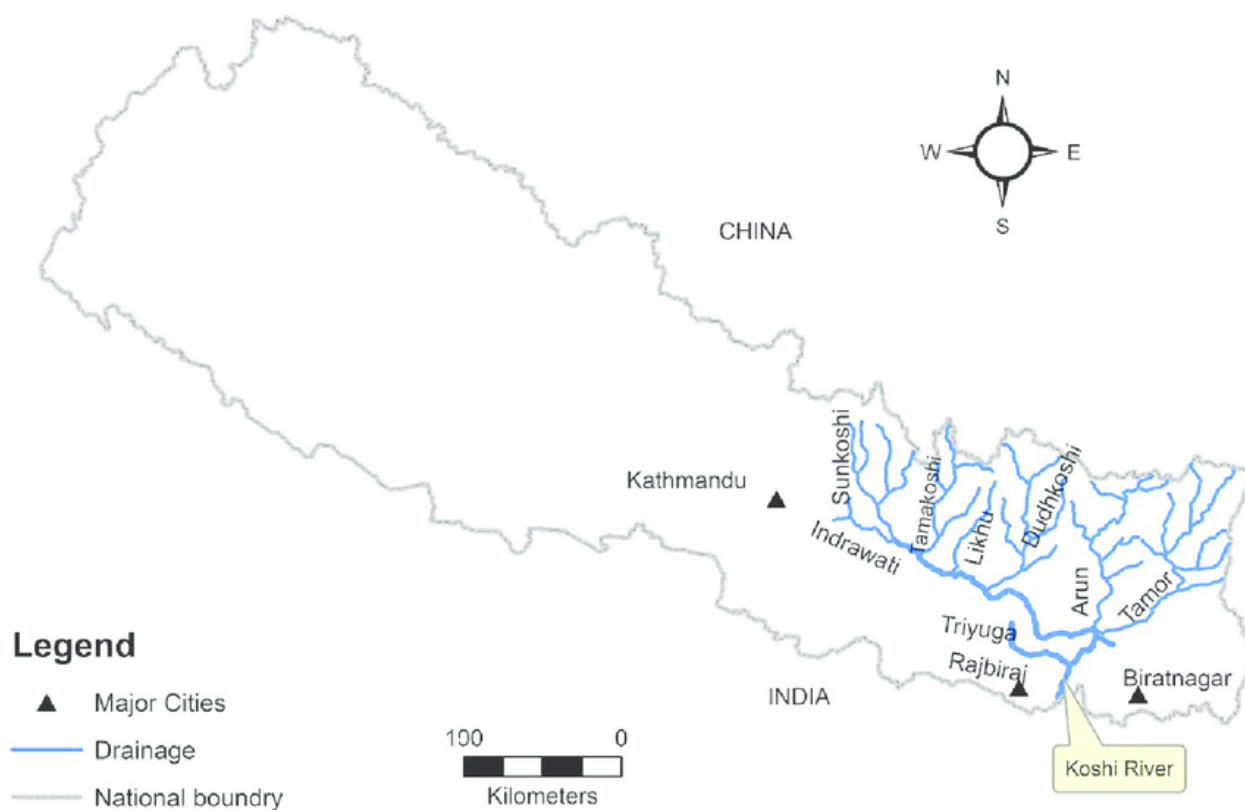 N
W
E
S
CHINA
Kathmandu
Sunkoshi
Tamakoshi
Likhu
Dudhkoshi
Indrawati
Arun
Tamor
Triyuga
Rajbiraj
Biratnagar
INDIA
Koshi River
Legend
Major Cities
Drainage
National boundry
100 0
Kilometers